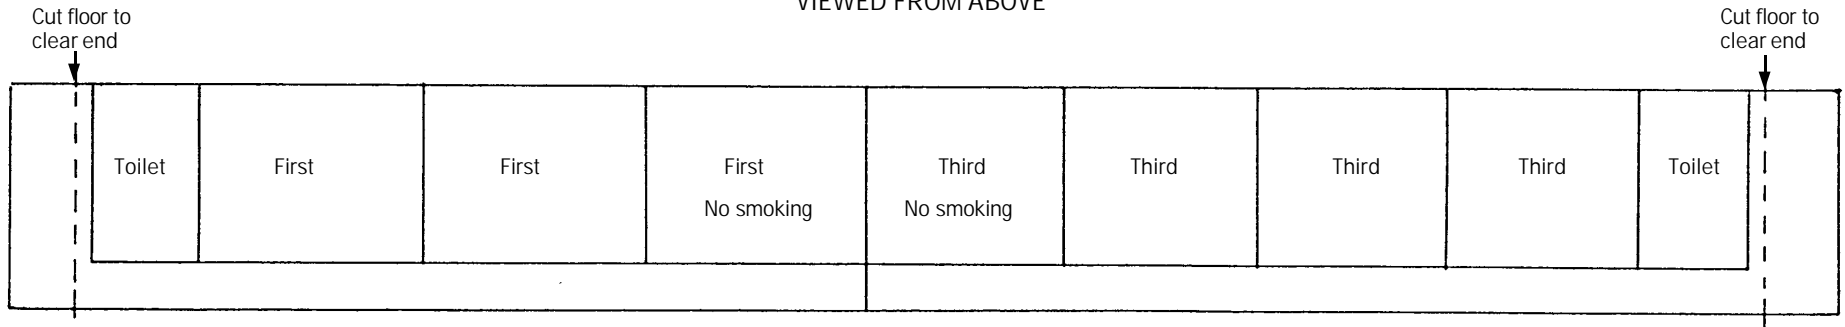 VIEWED FROM ABOVE
Cut floor to
clear end
Cut floor to
clear end
Toilet
First
First
First
No smoking
Third
No smoking
Third
Third
Third
Toilet